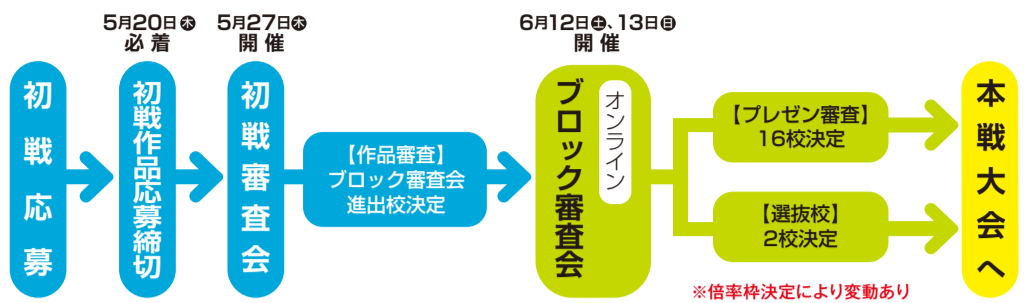 初戦応募
5月20日㊍
必着
初戦作品応募締切
5月27日㊍
開催
初戦審査会
【作品審査】
ブロック審査会
進出校決定
6月12日㊏、13日㊐
開催
ブロック審査会
オンライン
【プレゼン審査】
16校決定
【選抜校】
2校決定
本戦大会へ
※倍率枠決定により変動あり